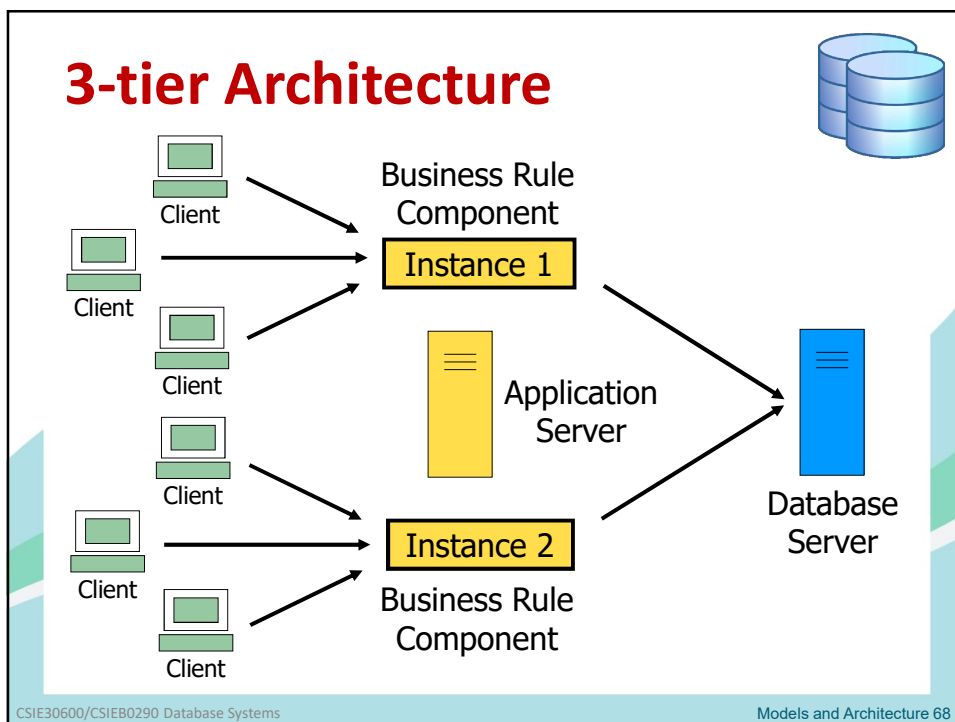 3-tier Architecture
Client
Client
Client
Client
Client
Client
Business Rule
Component
Instance 1
Application
Server
Instance 2
Business Rule
Component
Database
Server
CSIE30600/CSIEB0290 Database Systems
Models and Architecture 68